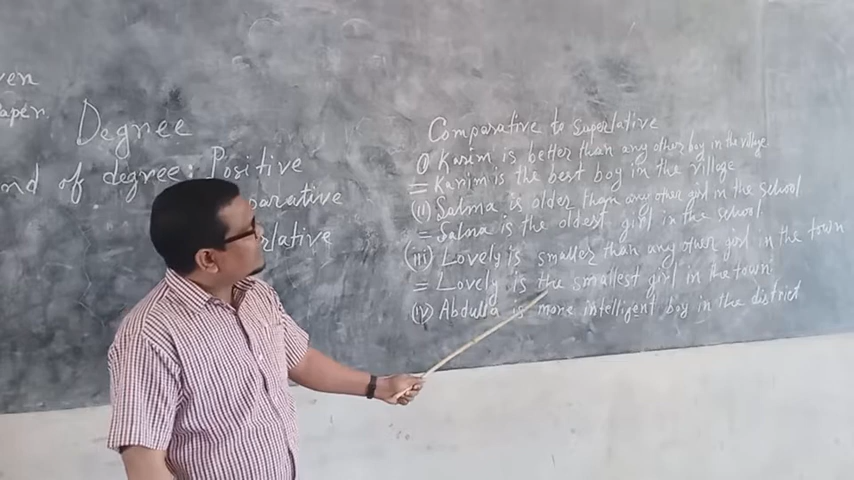 ven
aper
Degree
nd of degree: Positive
parative
lative
Comparative to Superlative
(i) Karim is better than any other boy in the village
= Karim is the best boy in the village
(ii) Salma is older than any other girl in the school
= Salma is the oldest girl in the school
(iii) Lovely is smaller than any other girl in the town
= Lovely is the smallest girl in the town
(iv) Abdulla is more intelligent boy in the district